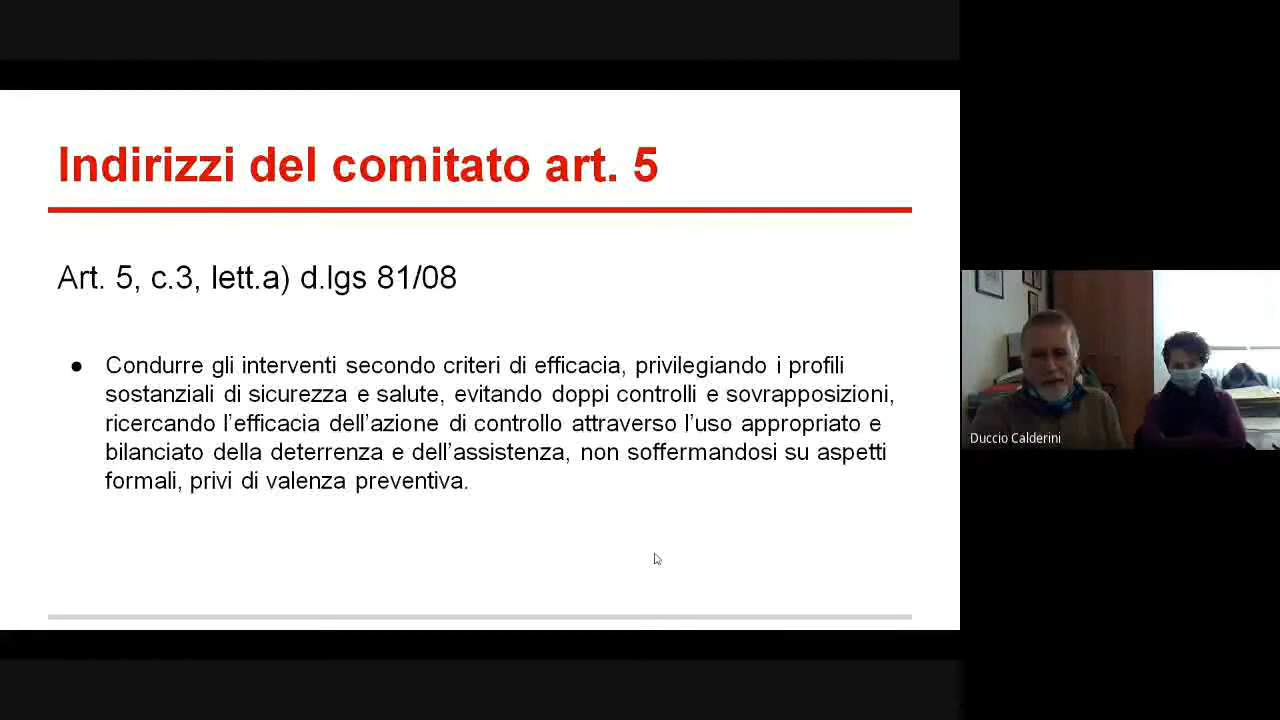 Indirizzi del comitato art. 5
Art. 5, c.3, lett.a) d.lgs 81/08
● Condurre gli interventi secondo criteri di efficacia, privilegiando i profili
sostanziali di sicurezza e salute, evitando doppi controlli e sovrapposizioni,
ricercando l’efficacia dell’azione di controllo attraverso l’uso appropriato e
bilanciato della deterrenza e dell’assistenza, non soffermandosi su aspetti
formali, privi di valenza preventiva.
Duccio Calderini